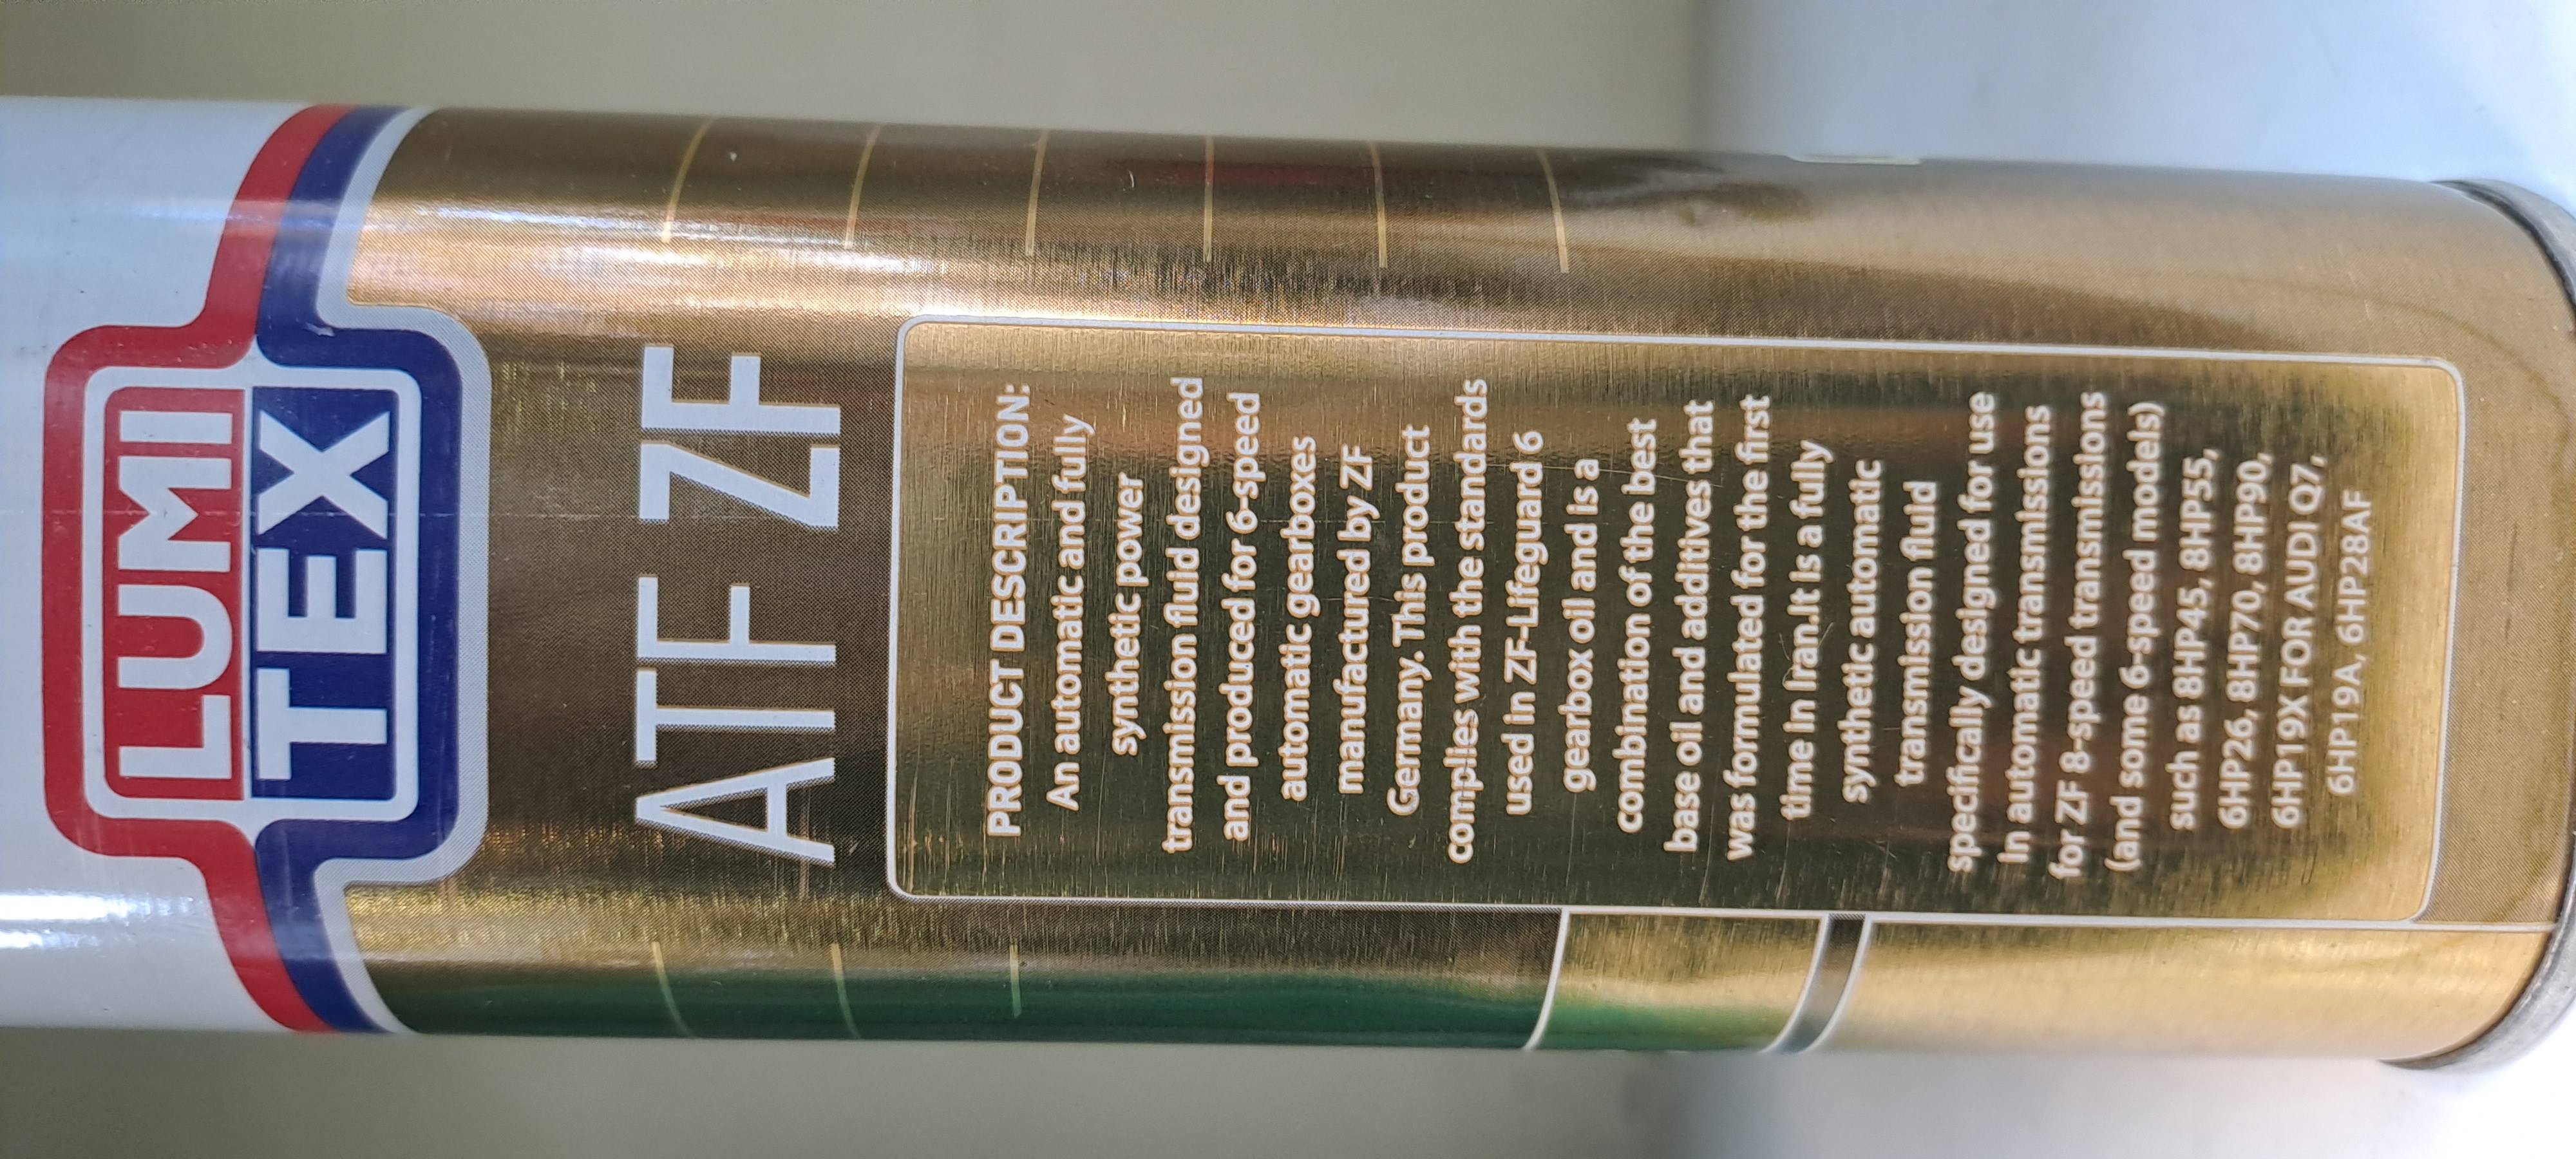 LUMI
TEX
ATF ZF
PRODUCT DESCRIPTION:
An automatic and fully
synthetic power
transmission fluid designed
and produced for 6-speed
automatic gearboxes
manufactured by ZF
Germany. This product
complies with the standards
used in ZF-Lifeguard 6
gearbox oil and is a
combination of the best
base oil and additives that
was formulated for the first
time in Iran.It is a fully
synthetic automatic
transmission fluid
specifically designed for use
in automatic transmissions
for ZF 8-speed transmissions
(and some 6-speed models)
such as 8HP45, 8HP55,
6HP26, 8HP70, 8HP90,
6HP19X FOR AUDI Q7,
6HP19A, 6HP28AF